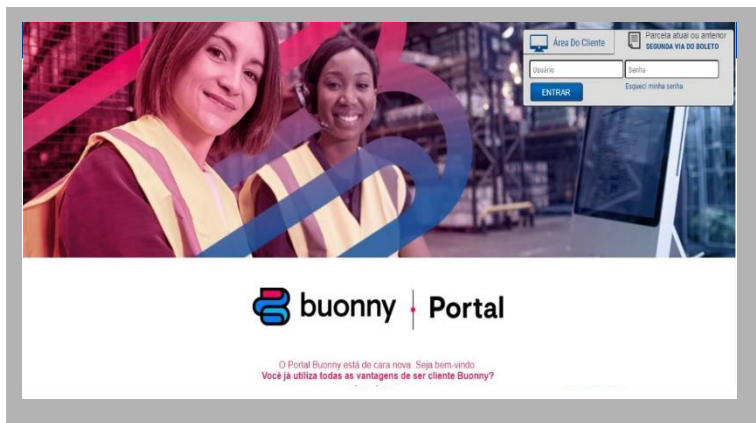 Área Do Cliente
Parcela atual ou anterior
SEGUNDA VIA DO BOLETO
Usuário
Senha
ENTRAR
Esqueci minha senha
buonny Portal
O Portal Buonny está de cara nova. Seja bem-vindo
Você já utiliza todas as vantagens de ser cliente Buonny?